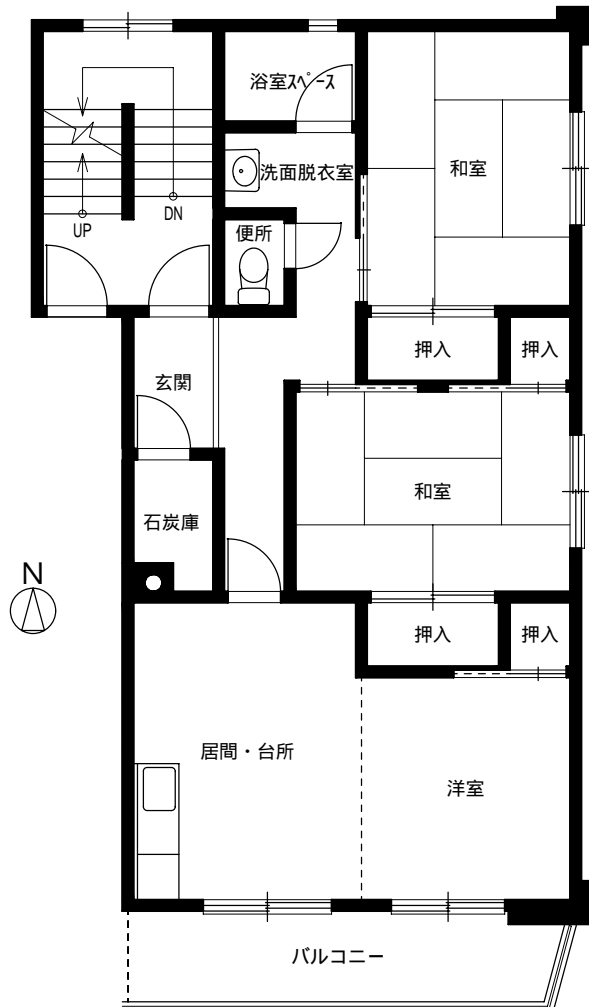 浴室スペース
和室
洗面脱衣室
UP
DN
便所
押入
押入
玄関
和室
石炭庫
N
押入
押入
居間・台所
洋室
バルコニー